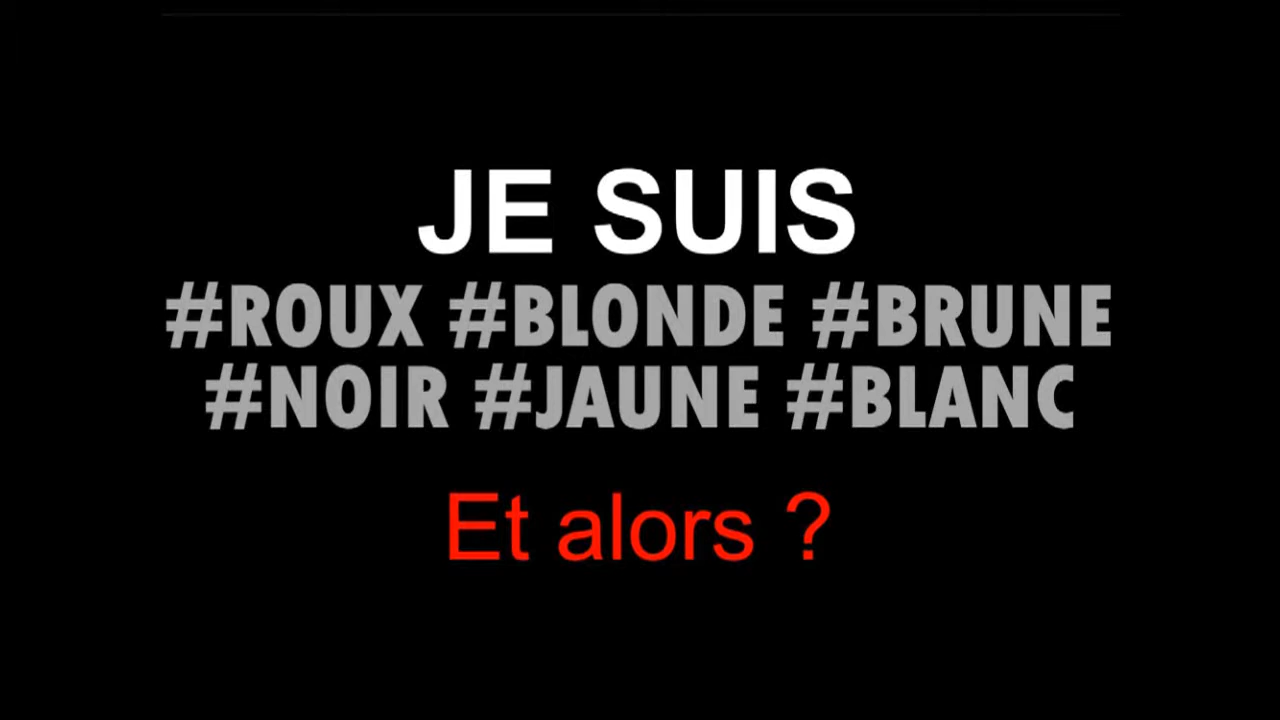 JE SUIS
#ROUX #BLONDE #BRUNE
#NOIR #JAUNE #BLANC
Et alors ?